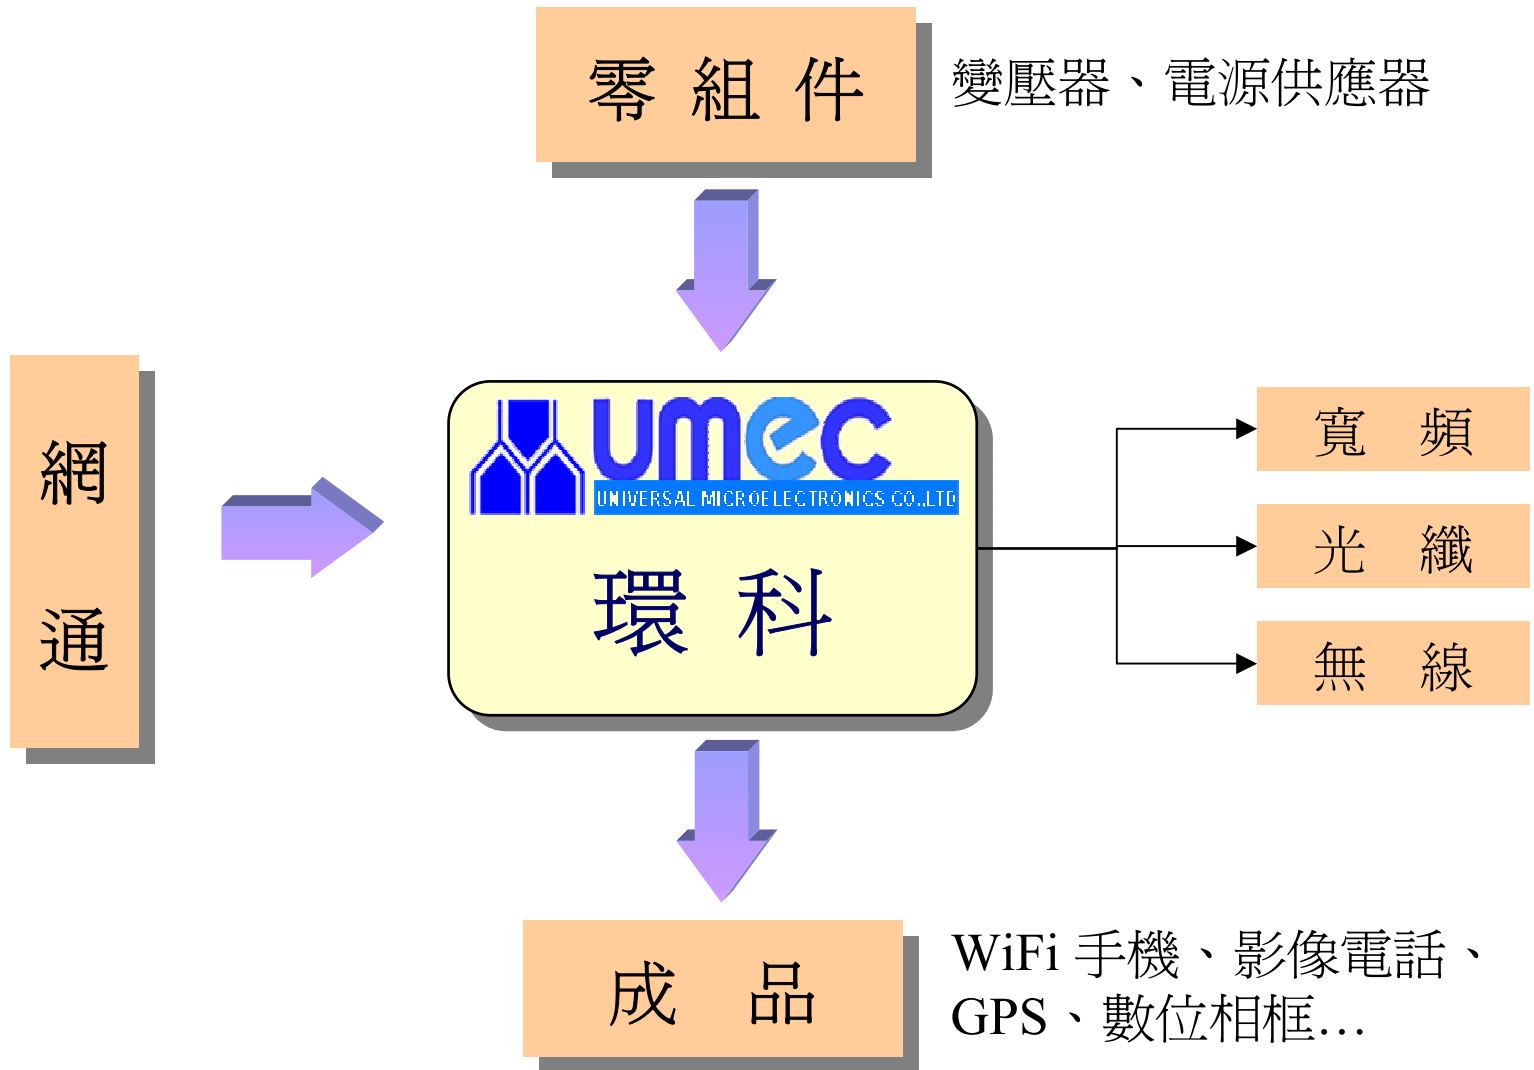 零 組 件
變壓器、電源供應器
網
通
umec
UNIVERSAL MICROELECTRONICS CO.,LTD
環 科
寬 頻
光 纖
無 線
成 品
WiFi 手機、影像電話、
GPS、數位相框…